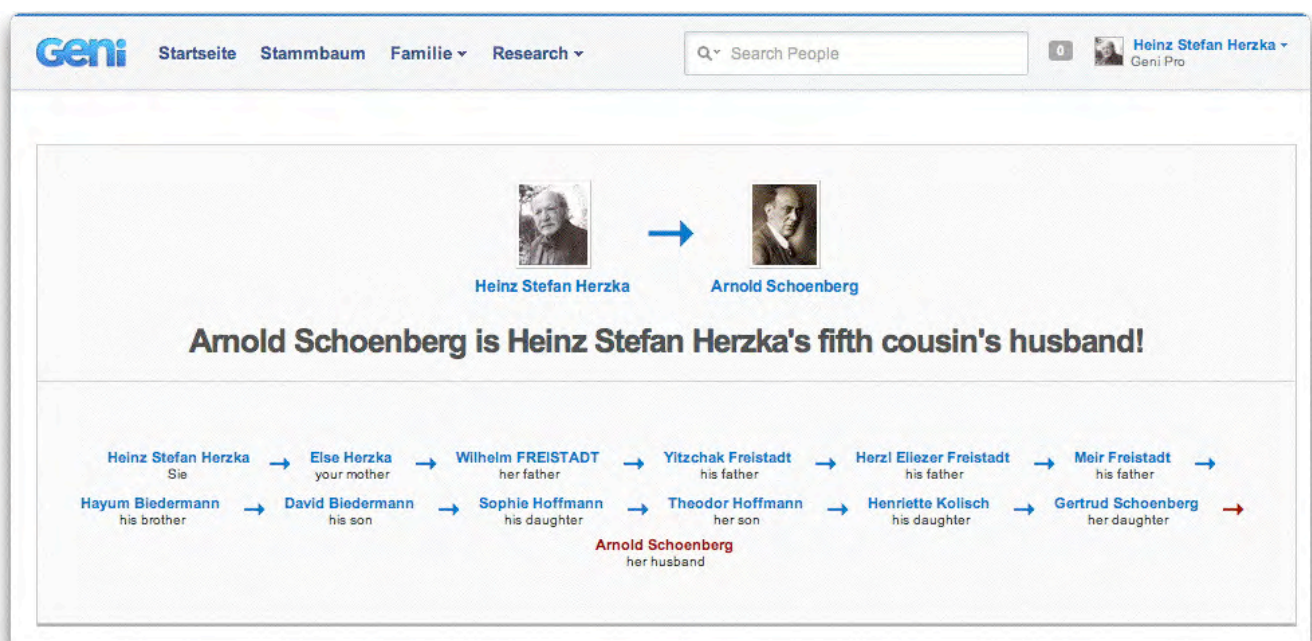 Geni Startseite Stammbaum Familie Research Search People 0 Heinz Stefan Herzka
Geni Pro
Heinz Stefan Herzka Arnold Schoenberg
Arnold Schoenberg is Heinz Stefan Herzka's fifth cousin's husband!
Heinz Stefan Herzka → Else Herzka → Wilhelm FREISTADT → Yitzchak Freistadt → Herzl Eliezer Freistadt → Meir Freistadt →
Sie your mother her father his father his father his father
Hayum Biedermann → David Biedermann → Sophie Hoffmann → Theodor Hoffmann → Henriette Kolisch → Gertrud Schoenberg →
his brother his son his daughter her son his daughter her daughter
Arnold Schoenberg
her husband